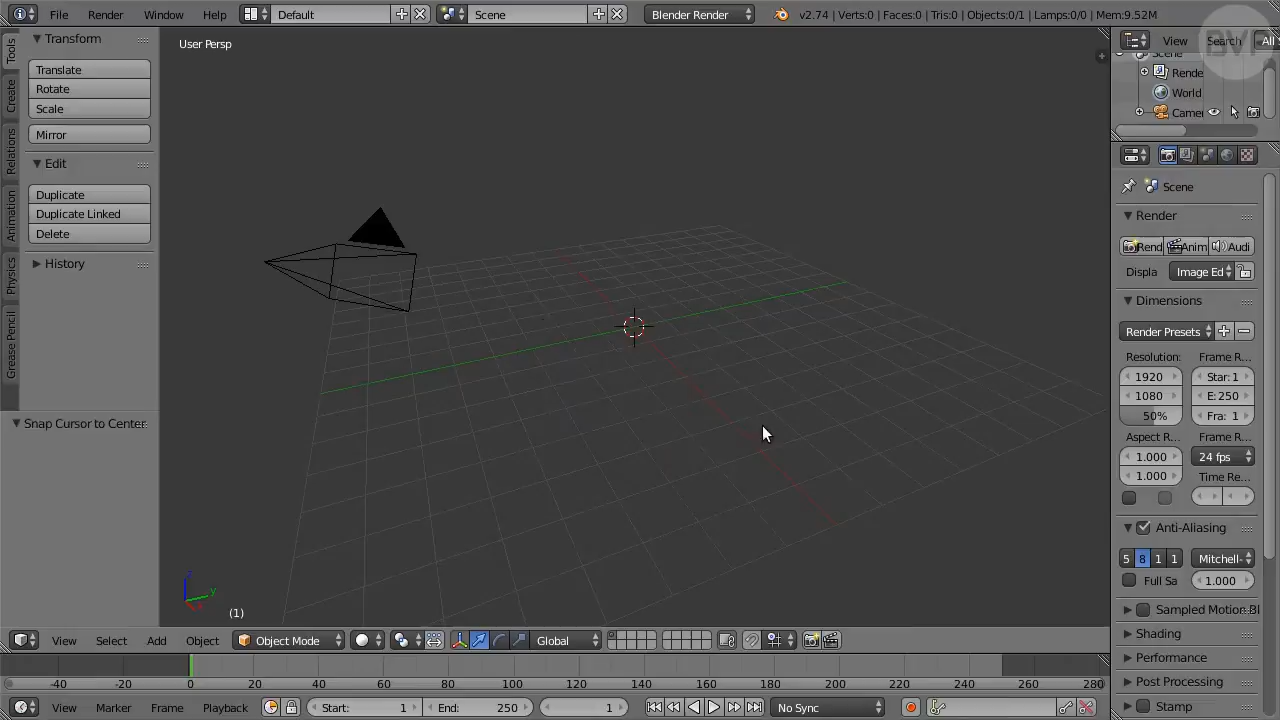 File Render Window Help Default Scene Blender Render v2.74 | Verts:0 | Faces:0 | Tris:0 | Objects:0/1 | Lamps:0/0 | Mem:9.52M
Tools
Create
Relations
Animation
Physics
Grease Pencil
Transform
Translate
Rotate
Scale
Mirror
Edit
Duplicate
Duplicate Linked
Delete
History
Snap Cursor to Center
User Persp
z
y
x
(1)
View Search All
BVI
Scene
Rende
World
Came
Scene
Render
Rend Anim Audi
Displa Image Ed
Dimensions
Render Presets
Resolution: Frame R...
1920 Star: 1
1080 E: 250
50% Fra: 1
Aspect R... Frame R...
1.000 24 fps
1.000 Time Re...
Anti-Aliasing
5 8 1 1 Mitchell-
Full Sa 1.000
Sampled Motion Bl
Shading
Performance
Post Processing
Stamp
View Select Add Object Object Mode Global
-40 -20 0 20 40 60 80 100 120 140 160 180 200 220 240 260 280
View Marker Frame Playback Start: 1 End: 250 1 No Sync